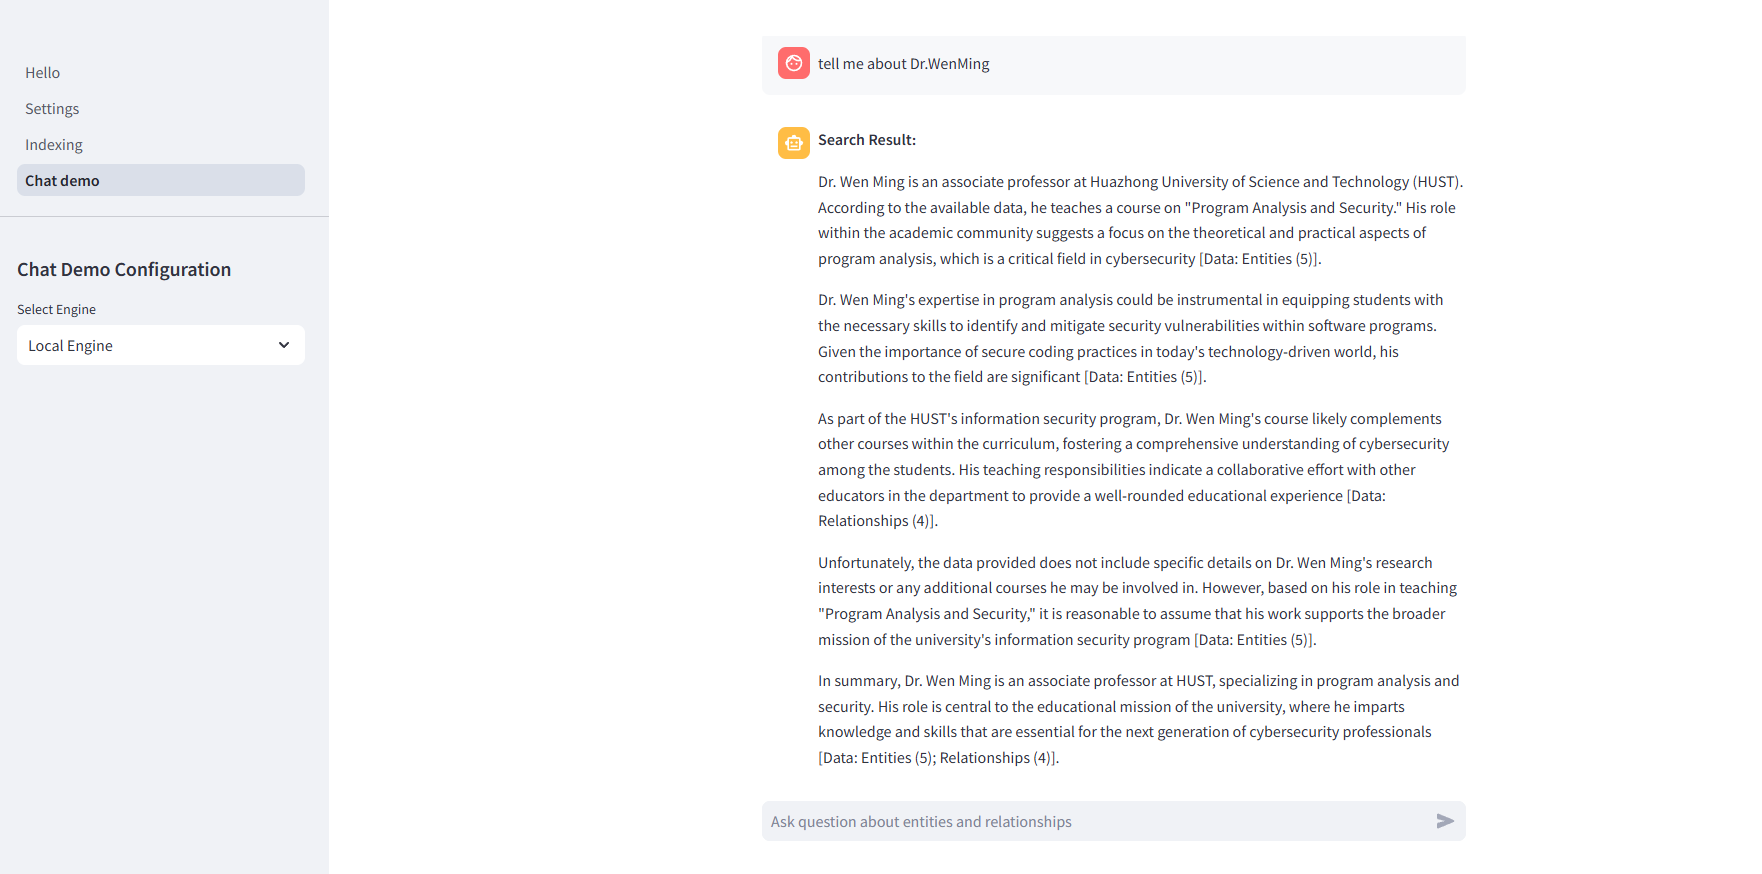 Hello
Settings
Indexing
Chat demo
Chat Demo Configuration
Select Engine
Local Engine
tell me about Dr.WenMing
Search Result:
Dr. Wen Ming is an associate professor at Huazhong University of Science and Technology (HUST).
According to the available data, he teaches a course on "Program Analysis and Security." His role
within the academic community suggests a focus on the theoretical and practical aspects of
program analysis, which is a critical field in cybersecurity [Data: Entities (5)].
Dr. Wen Ming's expertise in program analysis could be instrumental in equipping students with
the necessary skills to identify and mitigate security vulnerabilities within software programs.
Given the importance of secure coding practices in today's technology-driven world, his
contributions to the field are significant [Data: Entities (5)].
As part of the HUST's information security program, Dr. Wen Ming's course likely complements
other courses within the curriculum, fostering a comprehensive understanding of cybersecurity
among the students. His teaching responsibilities indicate a collaborative effort with other
educators in the department to provide a well-rounded educational experience [Data:
Relationships (4)].
Unfortunately, the data provided does not include specific details on Dr. Wen Ming's research
interests or any additional courses he may be involved in. However, based on his role in teaching
"Program Analysis and Security," it is reasonable to assume that his work supports the broader
mission of the university's information security program [Data: Entities (5)].
In summary, Dr. Wen Ming is an associate professor at HUST, specializing in program analysis and
security. His role is central to the educational mission of the university, where he imparts
knowledge and skills that are essential for the next generation of cybersecurity professionals
[Data: Entities (5); Relationships (4)].
Ask question about entities and relationships